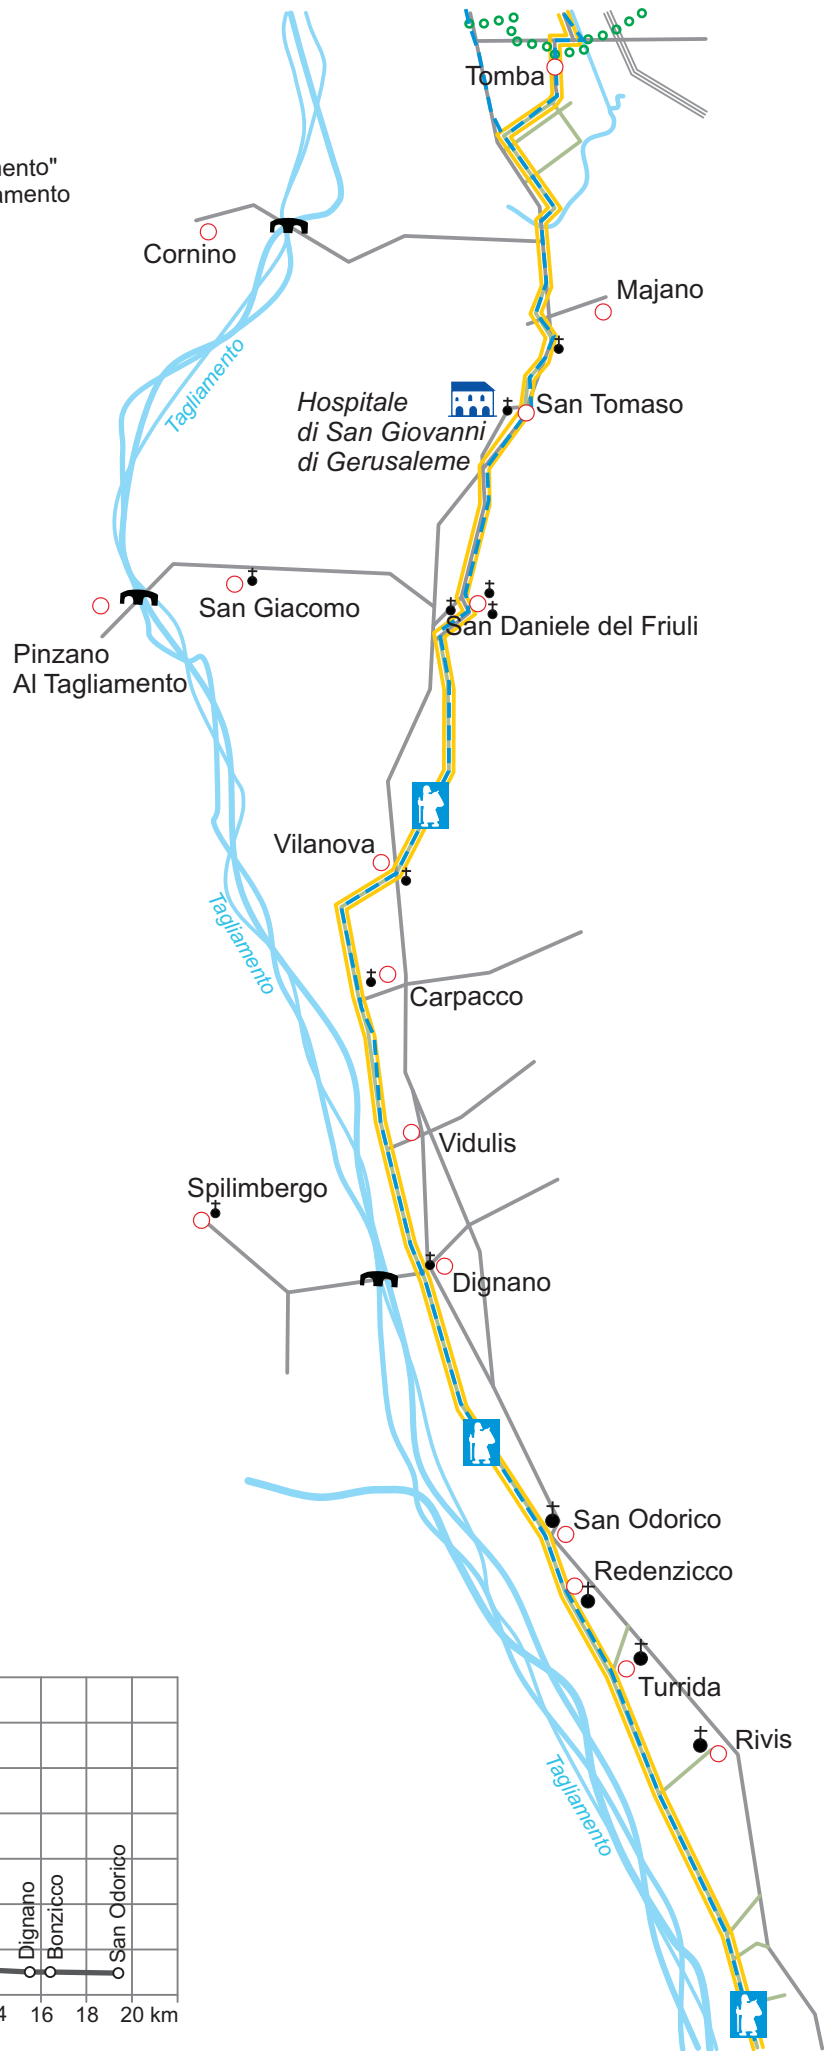 Tomba
mento"
amento
Cornino
Majano
Tagliamento
Hospitale
di San Giovanni
di Gerusaleme
San Tomaso
San Giacomo
San Daniele del Friuli
Pinzano
Al Tagliamento
Vilanova
Tagliamento
Carpacco
Vidulis
Spilimbergo
Dignano
San Odorico
Redenzicco
Turrida
Rivis
Tagliamento
Dignano
Bonzicco
San Odorico
4 16 18 20 km